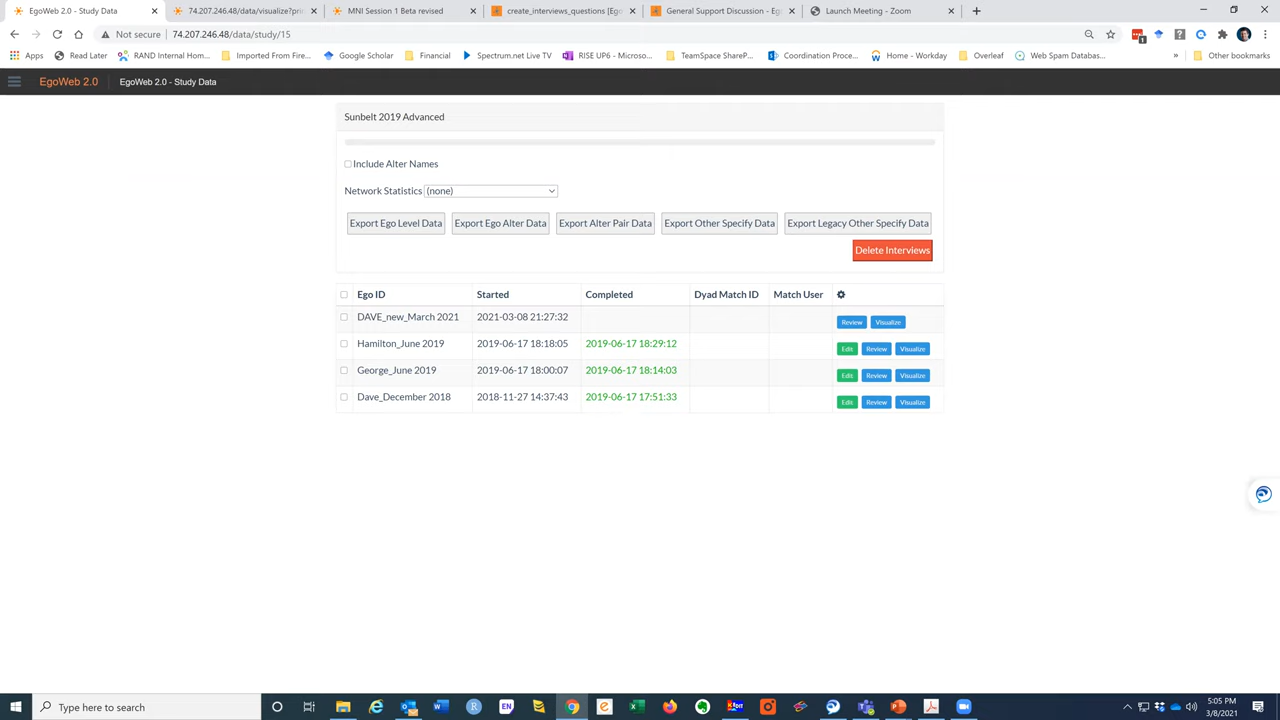 EgoWeb 2.0 - Study Data
74.207.246.48/data/visualize?prin
MNI Session 1 Beta revised
create_interviews_questions [Ego
General Support Discussion - Ego
Launch Meeting - Zoom
Not secure 74.207.246.48/data/study/15
Apps
Read Later
RAND Internal Hom...
Imported From Fire...
Google Scholar
Financial
Spectrum.net Live TV
RISE UP6 - Microso...
TeamSpace ShareP...
Coordination Proce...
Home - Workday
Overleaf
Web Spam Databas...
»
Other bookmarks
EgoWeb 2.0
EgoWeb 2.0 - Study Data
Sunbelt 2019 Advanced
Include Alter Names
Network Statistics (none)
Export Ego Level Data Export Ego Alter Data Export Alter Pair Data Export Other Specify Data Export Legacy Other Specify Data
Delete Interviews
Ego ID Started Completed Dyad Match ID Match User
DAVE_new_March 2021 2021-03-08 21:27:32 Review Visualize
Hamilton_June 2019 2019-06-17 18:18:05 2019-06-17 18:29:12 Edit Review Visualize
George_June 2019 2019-06-17 18:00:07 2019-06-17 18:14:03 Edit Review Visualize
Dave_December 2018 2018-11-27 14:37:43 2019-06-17 17:51:33 Edit Review Visualize
Type here to search
5:05 PM
3/8/2021